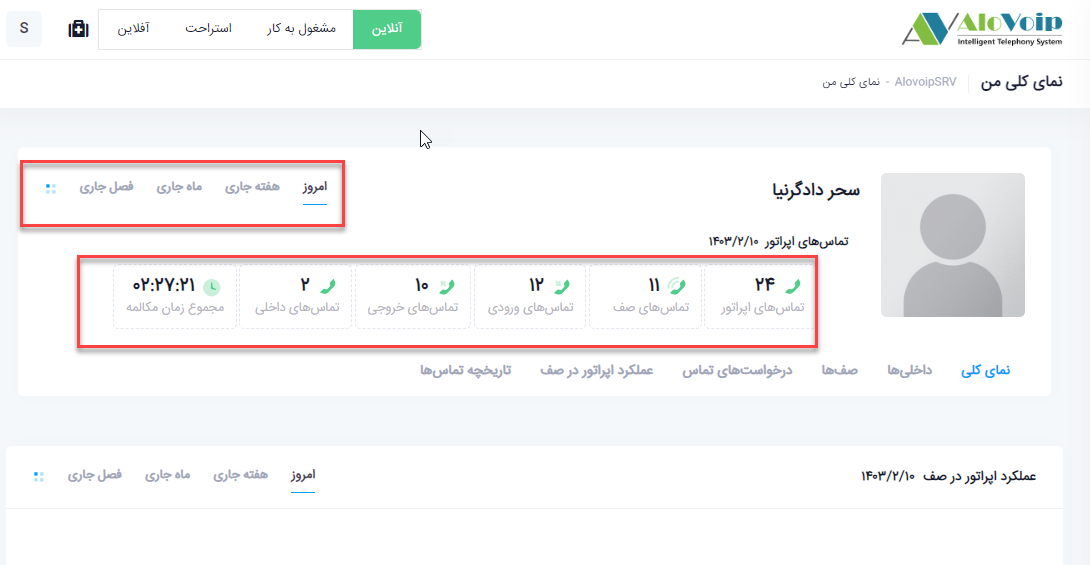 AloVoip
Intelligent Telephony System
آنلاین
مشغول به کار
استراحت
آفلاین
S
نمای کلی من
AlovoipSRV - نمای کلی من
سحر دادگرنیا
امروز
هفته جاری
ماه جاری
فصل جاری
تماس‌های اپراتور ۱۴۰۳/۲/۱۰
۲۴
تماس‌های اپراتور
۱۱
تماس‌های صف
۱۲
تماس‌های ورودی
۱۰
تماس‌های خروجی
۲
تماس‌های داخلی
۰۲:۲۷:۲۱
مجموع زمان مکالمه
نمای کلی
داخلی‌ها
صف‌ها
درخواست‌های تماس
عملکرد اپراتور در صف
تاریخچه تماس‌ها
عملکرد اپراتور در صف ۱۴۰۳/۲/۱۰
امروز
هفته جاری
ماه جاری
فصل جاری